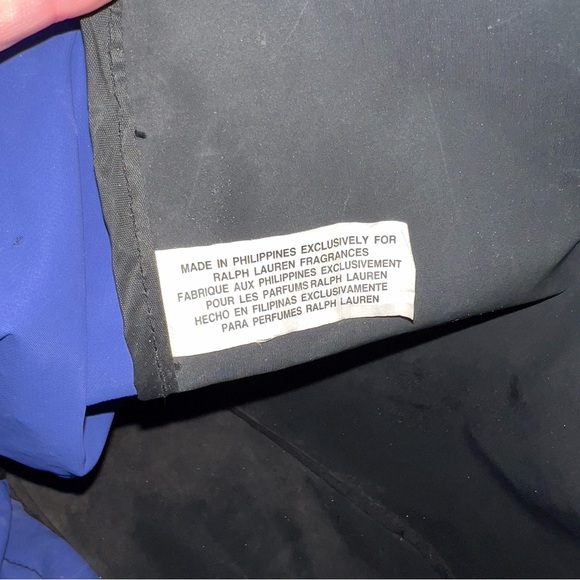 MADE IN PHILIPPINES EXCLUSIVELY FOR
RALPH LAUREN FRAGRANCES
FABRIQUE AUX PHILIPPINES EXCLUSIVEMENT
POUR LES PARFUMS RALPH LAUREN
HECHO EN FILIPINAS EXCLUSIVAMENTE
PARA PERFUMES RALPH LAUREN